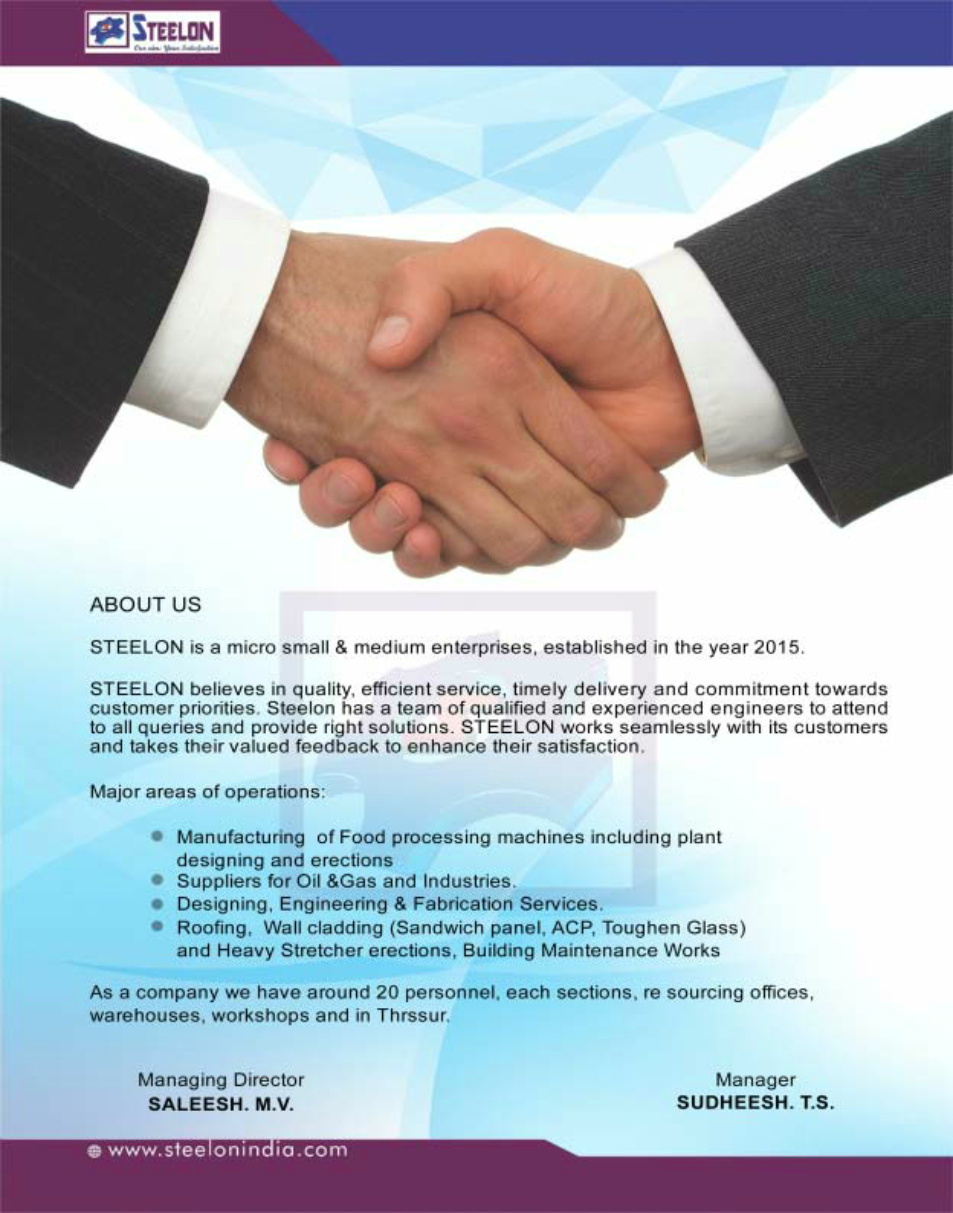 STEELON
Our aim: Your Satisfaction
ABOUT US
STEELON is a micro small & medium enterprises, established in the year 2015.
STEELON believes in quality, efficient service, timely delivery and commitment towards
customer priorities. Steelon has a team of qualified and experienced engineers to attend
to all queries and provide right solutions. STEELON works seamlessly with its customers
and takes their valued feedback to enhance their satisfaction.
Major areas of operations:
Manufacturing of Food processing machines including plant
designing and erections
Suppliers for Oil &Gas and Industries.
Designing, Engineering & Fabrication Services.
Roofing, Wall cladding (Sandwich panel, ACP, Toughen Glass)
and Heavy Stretcher erections, Building Maintenance Works
As a company we have around 20 personnel, each sections, re sourcing offices,
warehouses, workshops and in Thrssur.
Managing Director
SALEESH. M.V.
Manager
SUDHEESH. T.S.
www.steelonindia.com